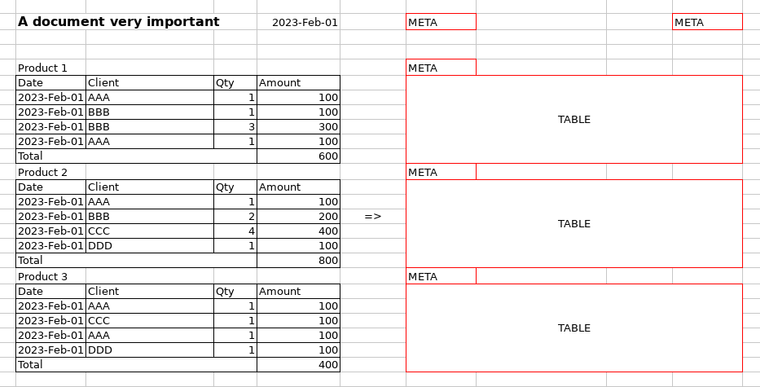 A document very important 2023-Feb-01 META META
Product 1 META
Date Client Qty Amount
2023-Feb-01 AAA 1 100
2023-Feb-01 BBB 1 100
2023-Feb-01 BBB 3 300 TABLE
2023-Feb-01 AAA 1 100
Total 600
Product 2 META
Date Client Qty Amount
2023-Feb-01 AAA 1 100
2023-Feb-01 BBB 2 200 => TABLE
2023-Feb-01 CCC 4 400
2023-Feb-01 DDD 1 100
Total 800
Product 3 META
Date Client Qty Amount
2023-Feb-01 AAA 1 100
2023-Feb-01 CCC 1 100 TABLE
2023-Feb-01 AAA 1 100
2023-Feb-01 DDD 1 100
Total 400